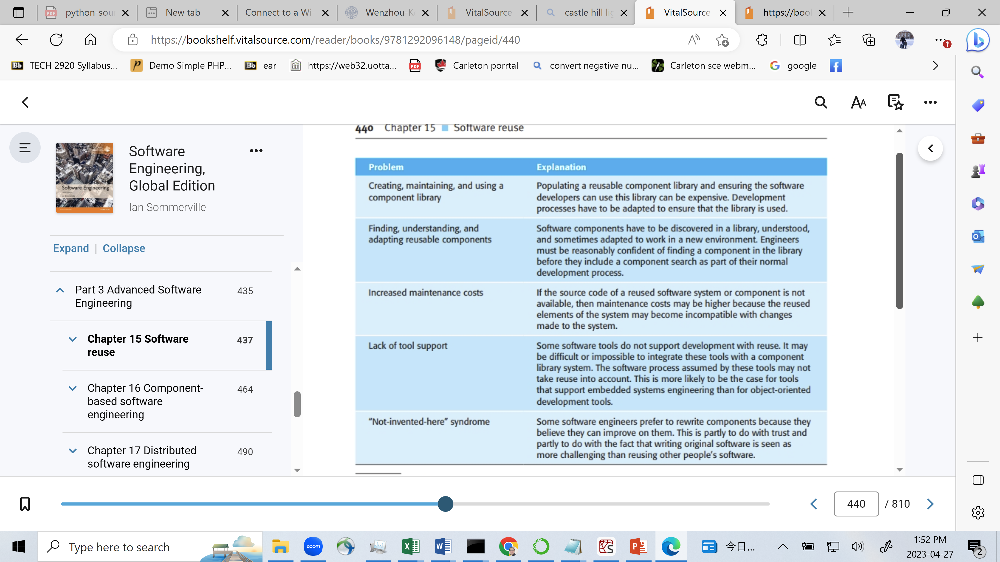 python-sou
New tab
Connect to a Wi-
Wenzhou-K
VitalSource
castle hill lig
VitalSource
https://bool
https://bookshelf.vitalsource.com/reader/books/9781292096148/pageid/440
TECH 2920 Syllabus...
Demo Simple PHP...
ear
https://web32.uotta...
Carleton porrtal
convert negative nu...
Carleton sce webm...
google
440 Chapter 15 Software reuse
Software
Engineering,
Global Edition
Ian Sommerville
Software Engineering
Expand | Collapse
Part 3 Advanced Software
Engineering
435
Chapter 15 Software
reuse
437
Chapter 16 Component-
based software
engineering
464
Chapter 17 Distributed
software engineering
490
Problem Explanation
Creating, maintaining, and using a
component library
Populating a reusable component library and ensuring the software
developers can use this library can be expensive. Development
processes have to be adapted to ensure that the library is used.
Finding, understanding, and
adapting reusable components
Software components have to be discovered in a library, understood,
and sometimes adapted to work in a new environment. Engineers
must be reasonably confident of finding a component in the library
before they include a component search as part of their normal
development process.
Increased maintenance costs
If the source code of a reused software system or component is not
available, then maintenance costs may be higher because the reused
elements of the system may become incompatible with changes
made to the system.
Lack of tool support
Some software tools do not support development with reuse. It may
be difficult or impossible to integrate these tools with a component
library system. The software process assumed by these tools may not
take reuse into account. This is more likely to be the case for tools
that support embedded systems engineering than for object-oriented
development tools.
“Not-invented-here” syndrome
Some software engineers prefer to rewrite components because they
believe they can improve on them. This is partly to do with trust and
partly to do with the fact that writing original software is seen as
more challenging than reusing other people’s software.
440 / 810
Type here to search
zoom
今日...
1:52 PM
2023-04-27
2